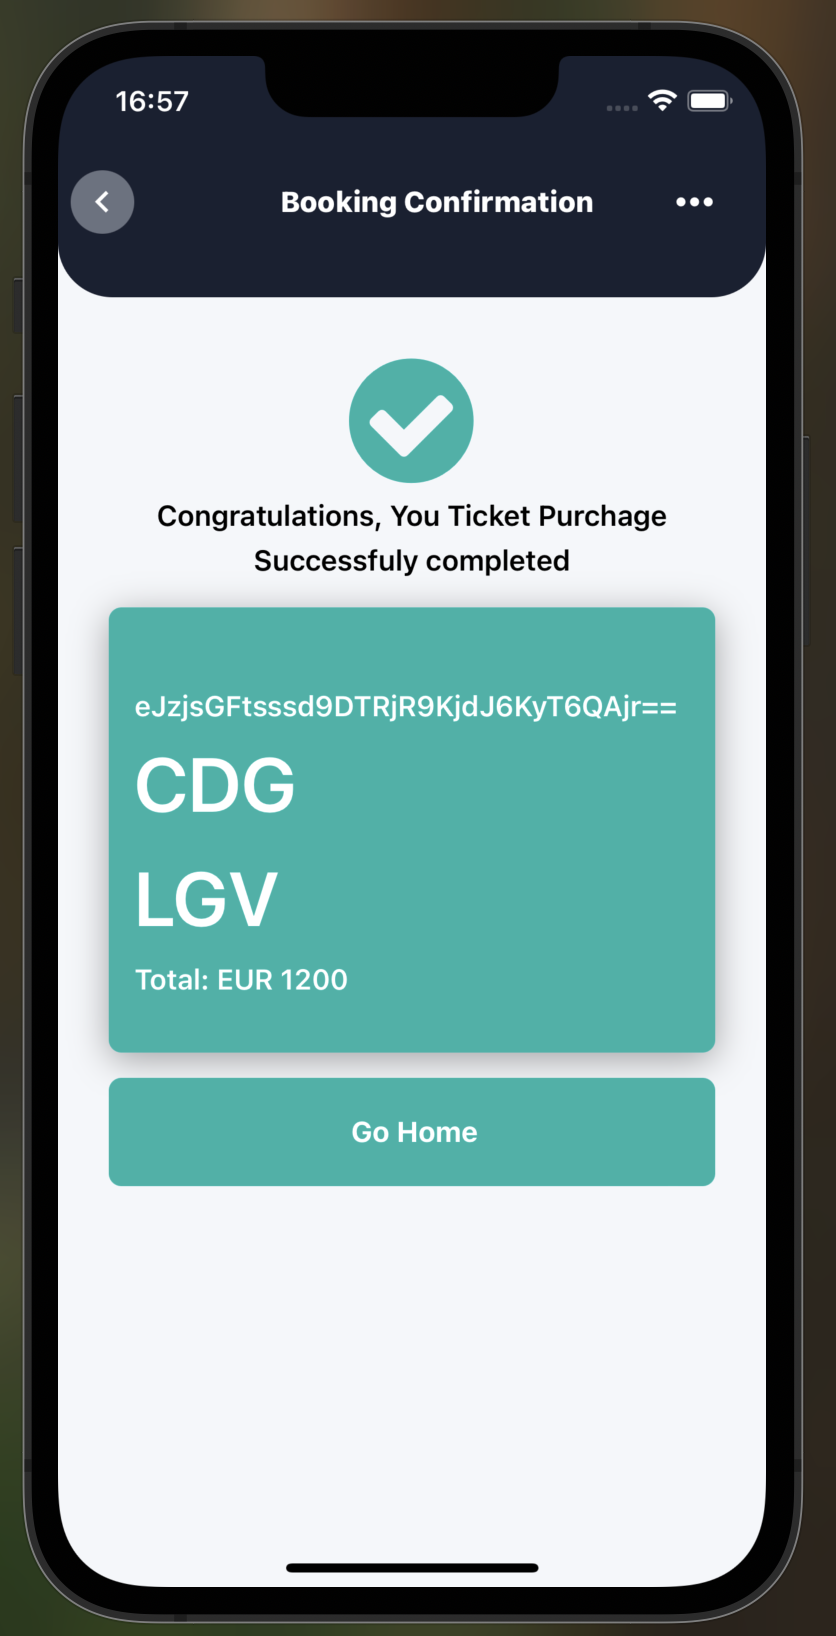 16:57
Booking Confirmation
Congratulations, You Ticket Purchage
Successfuly completed
eJzjsGFtsssd9DTRjR9KjdJ6KyT6QAjr==
CDG
LGV
Total: EUR 1200
Go Home